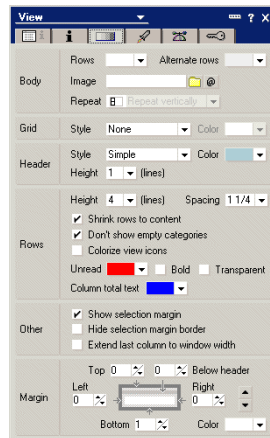 View ? X
i
Rows Alternate rows
Body Image @
Repeat Repeat vertically
Grid Style None Color
Style Simple Color
Header
Height 1 (lines)
Height 4 (lines) Spacing 1 1/4
Shrink rows to content
Don't show empty categories
Rows Colorize view icons
Unread Bold Transparent
Column total text
Show selection margin
Other Hide selection margin border
Extend last column to window width
Top 0 0 Below header
Left Right
Margin 0 0
Bottom 1 Color